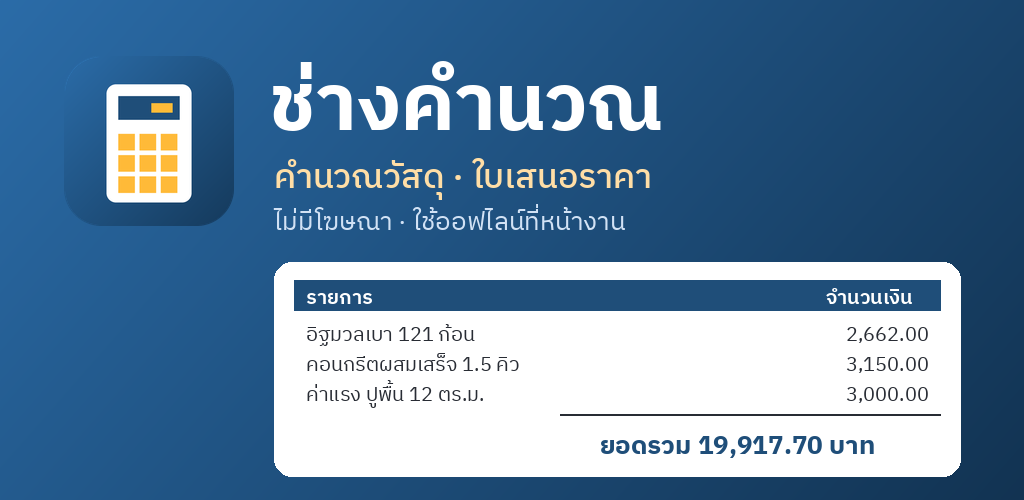 ช่างคำนวณ
คำนวณวัสดุ · ใบเสนอราคา
ไม่มีโฆษณา · ใช้ออฟไลน์ที่หน้างาน
รายการ จำนวนเงิน
อิฐมวลเบา 121 ก้อน 2,662.00
คอนกรีตผสมเสร็จ 1.5 คิว 3,150.00
ค่าแรง ปูพื้น 12 ตร.ม. 3,000.00
ยอดรวม 19,917.70 บาท